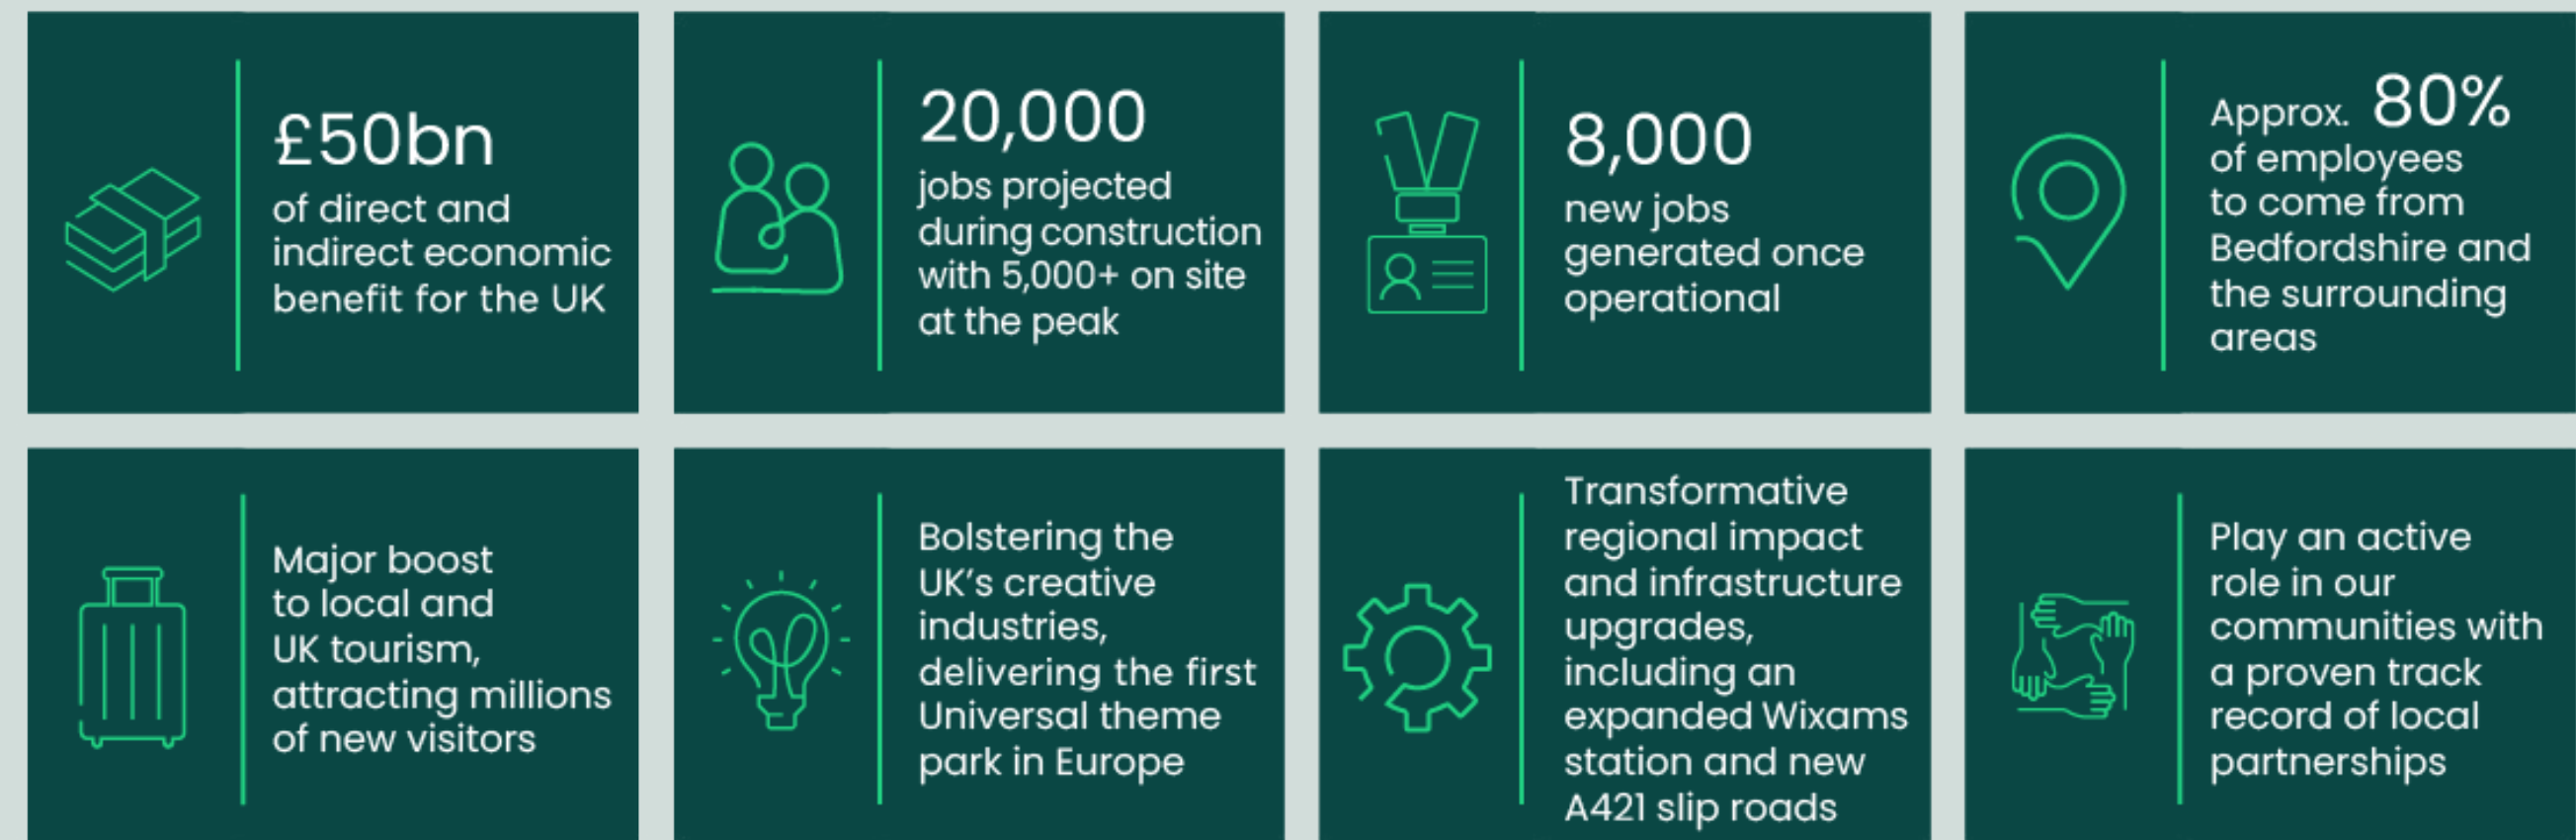 £50bn
of direct and
indirect economic
benefit for the UK
20,000
jobs projected
during construction
with 5,000+ on site
at the peak
8,000
new jobs
generated once
operational
Approx. 80%
of employees
to come from
Bedfordshire and
the surrounding
areas
Major boost
to local and
UK tourism,
attracting millions
of new visitors
Bolstering the
UK’s creative
industries,
delivering the first
Universal theme
park in Europe
Transformative
regional impact
and infrastructure
upgrades,
including an
expanded Wixams
station and new
A421 slip roads
Play an active
role in our
communities with
a proven track
record of local
partnerships